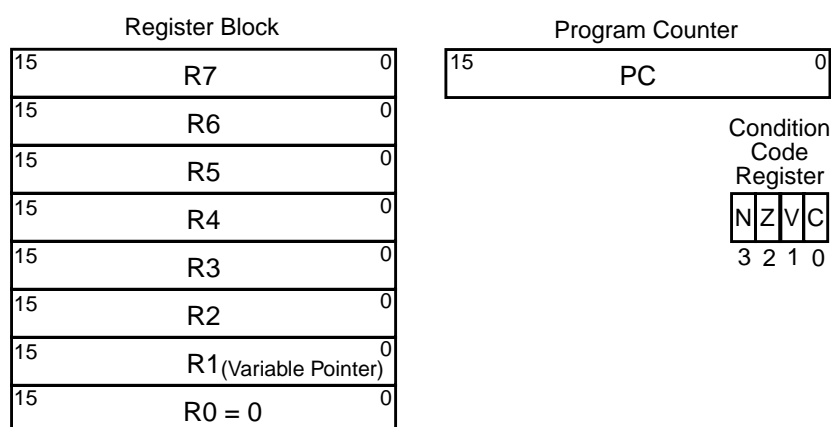 Register Block
15 R7 0
15 R6 0
15 R5 0
15 R4 0
15 R3 0
15 R2 0
15 R1(Variable Pointer) 0
15 R0 = 0 0
Program Counter
15 PC 0
Condition
Code
Register
N Z V C
3 2 1 0